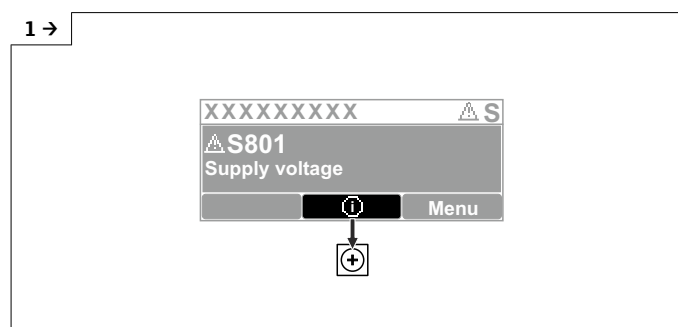 1 →
XXXXXXXXX ⚠ S
⚠ S801
Supply voltage
ⓘ Menu
+